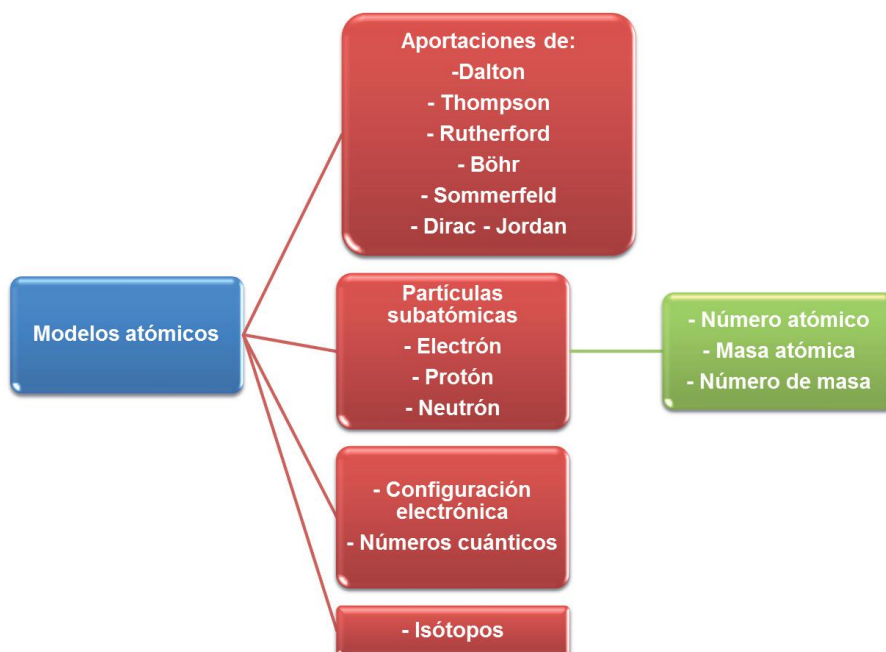 Modelos atómicos
Aportaciones de:
-Dalton
- Thompson
- Rutherford
- Böhr
- Sommerfeld
- Dirac - Jordan
Partículas
subatómicas
- Electrón
- Protón
- Neutrón
- Número atómico
- Masa atómica
- Número de masa
- Configuración
electrónica
- Números cuánticos
- Isótopos